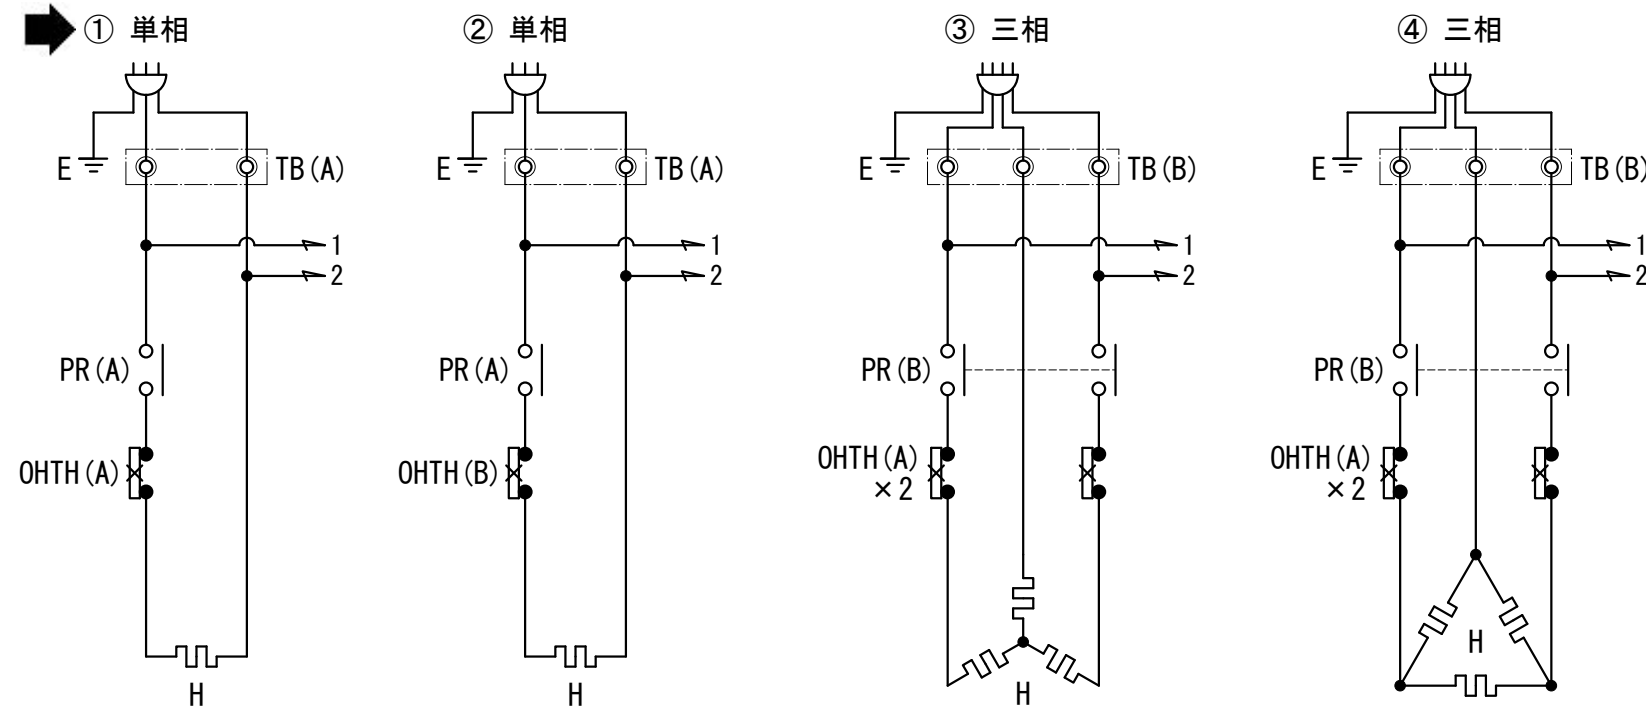 ① 単相
② 単相
③ 三相
④ 三相
E
TB(A)
E
TB(A)
E
TB(B)
E
TB(B)
1
1
1
1
2
2
2
2
PR(A)
PR(A)
PR(B)
PR(B)
OHTH(A)
OHTH(B)
OHTH(A)
×2
OHTH(A)
×2
H
H
H
H